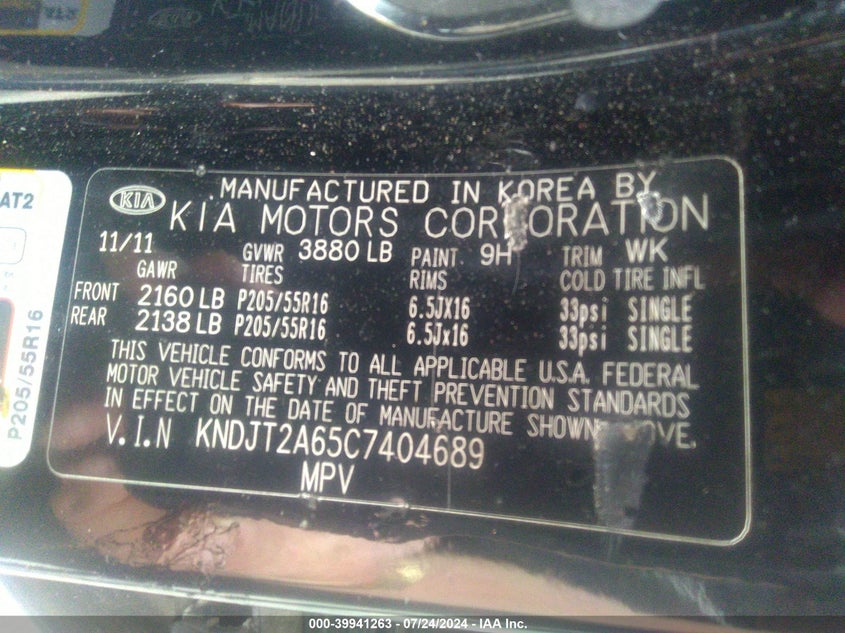 AT2
P205/55R16
KIA
MANUFACTURED IN KOREA BY
KIA MOTORS CORPORATION
11/11 GVWR 3880 LB PAINT 9H TRIM WK
GAWR TIRES RIMS COLD TIRE INFL
FRONT 2160 LB P205/55R16 6.5JX16 33psi SINGLE
REAR 2138 LB P205/55R16 6.5Jx16 33psi SINGLE
THIS VEHICLE CONFORMS TO ALL APPLICABLE U.S.A. FEDERAL
MOTOR VEHICLE SAFETY AND THEFT PREVENTION STANDARDS
IN EFFECT ON THE DATE OF MANUFACTURE SHOWN OVE.
V.I.N KNDJT2A65C7404689
MPV
000-39941263 - 07/24/2024 - IAA Inc.